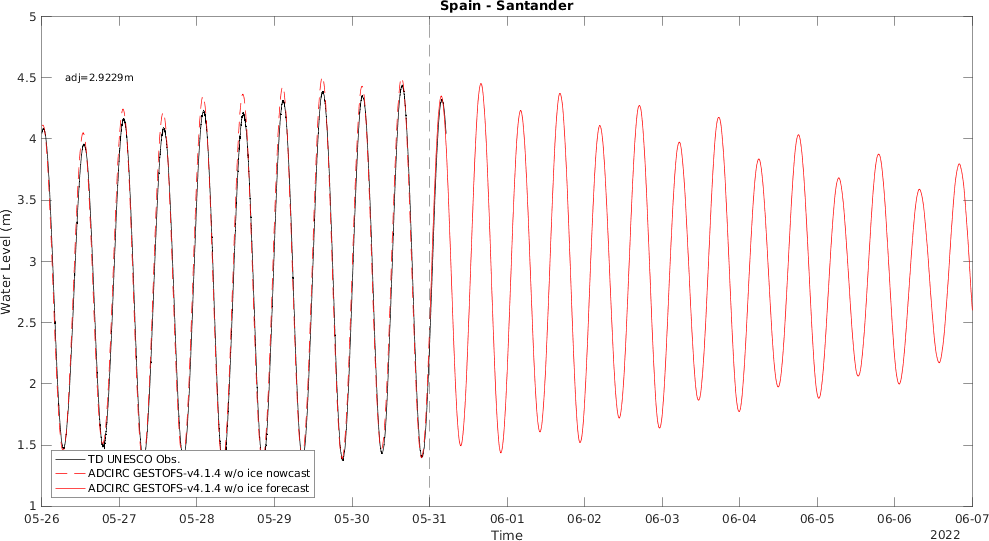 Spain - Santander
5
4.5
4
3.5
3
2.5
2
1.5
1
Water Level (m)
adj=2.9229m
TD UNESCO Obs.
ADCIRC GESTOFS-v4.1.4 w/o ice nowcast
ADCIRC GESTOFS-v4.1.4 w/o ice forecast
05-26 05-27 05-28 05-29 05-30 05-31 06-01 06-02 06-03 06-04 06-05 06-06 06-07
Time
2022